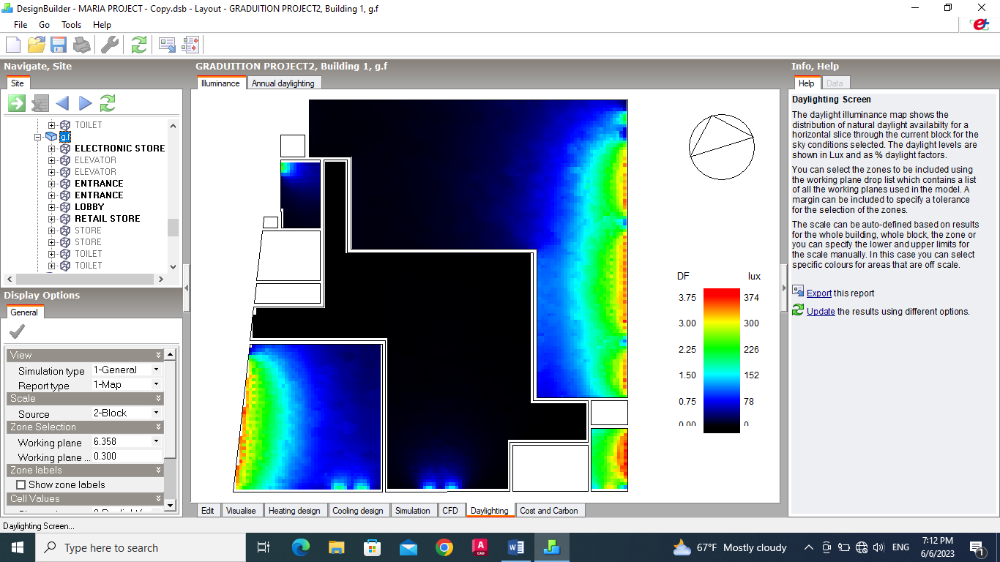 DesignBuilder - MARIA PROJECT - Copy.dsb - Layout - GRADUITION PROJECT2, Building 1, g.f
File Go Tools Help
Navigate, Site
Site
TOILET
g.f
ELECTRONIC STORE
ELEVATOR
ELEVATOR
ENTRANCE
ENTRANCE
LOBBY
RETAIL STORE
STORE
STORE
TOILET
TOILET
Display Options
General
View
Simulation type 1-General
Report type 1-Map
Scale
Source 2-Block
Zone Selection
Working plane 6.358
Working plane ... 0.300
Zone labels
Show zone labels
Cell Values
GRADUITION PROJECT2, Building 1, g.f
Illuminance Annual daylighting
DF lux
3.75 374
3.00 300
2.25 226
1.50 152
0.75 78
0.00 0
Edit Visualise Heating design Cooling design Simulation CFD Daylighting Cost and Carbon
Info, Help
Help Data
Daylighting Screen
The daylight illuminance map shows the
distribution of natural daylight availabilty for a
horizontal slice through the current block for the
sky conditions selected. The daylight levels are
shown in Lux and as % daylight factors.
You can select the zones to be included using
the working plane drop list which contains a list
of all the working planes used in the model. A
margin can be included to specify a tolerance
for the selection of the zones.
The scale can be auto-defined based on results
for the whole building, whole block, the zone or
you can specify the lower and upper limits for
the scale manually. In this case you can select
specific colours for areas that are off scale.
Export this report
Update the results using different options.
Daylighting Screen...
Type here to search
67°F Mostly cloudy
ENG
7:12 PM
6/6/2023
1